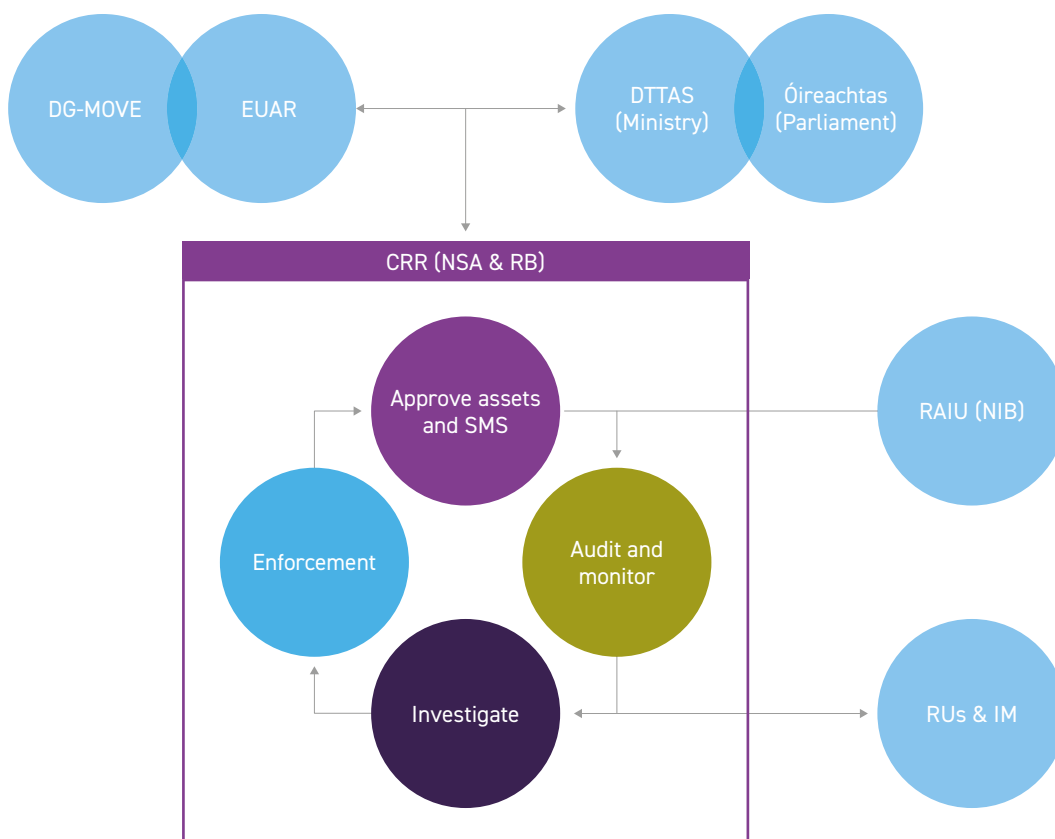 DG-MOVE
EUAR
DTTAS
(Ministry)
Óireachtas
(Parliament)
CRR (NSA & RB)
Approve assets
and SMS
RAIU (NIB)
Enforcement
Audit and
monitor
Investigate
RUs & IM